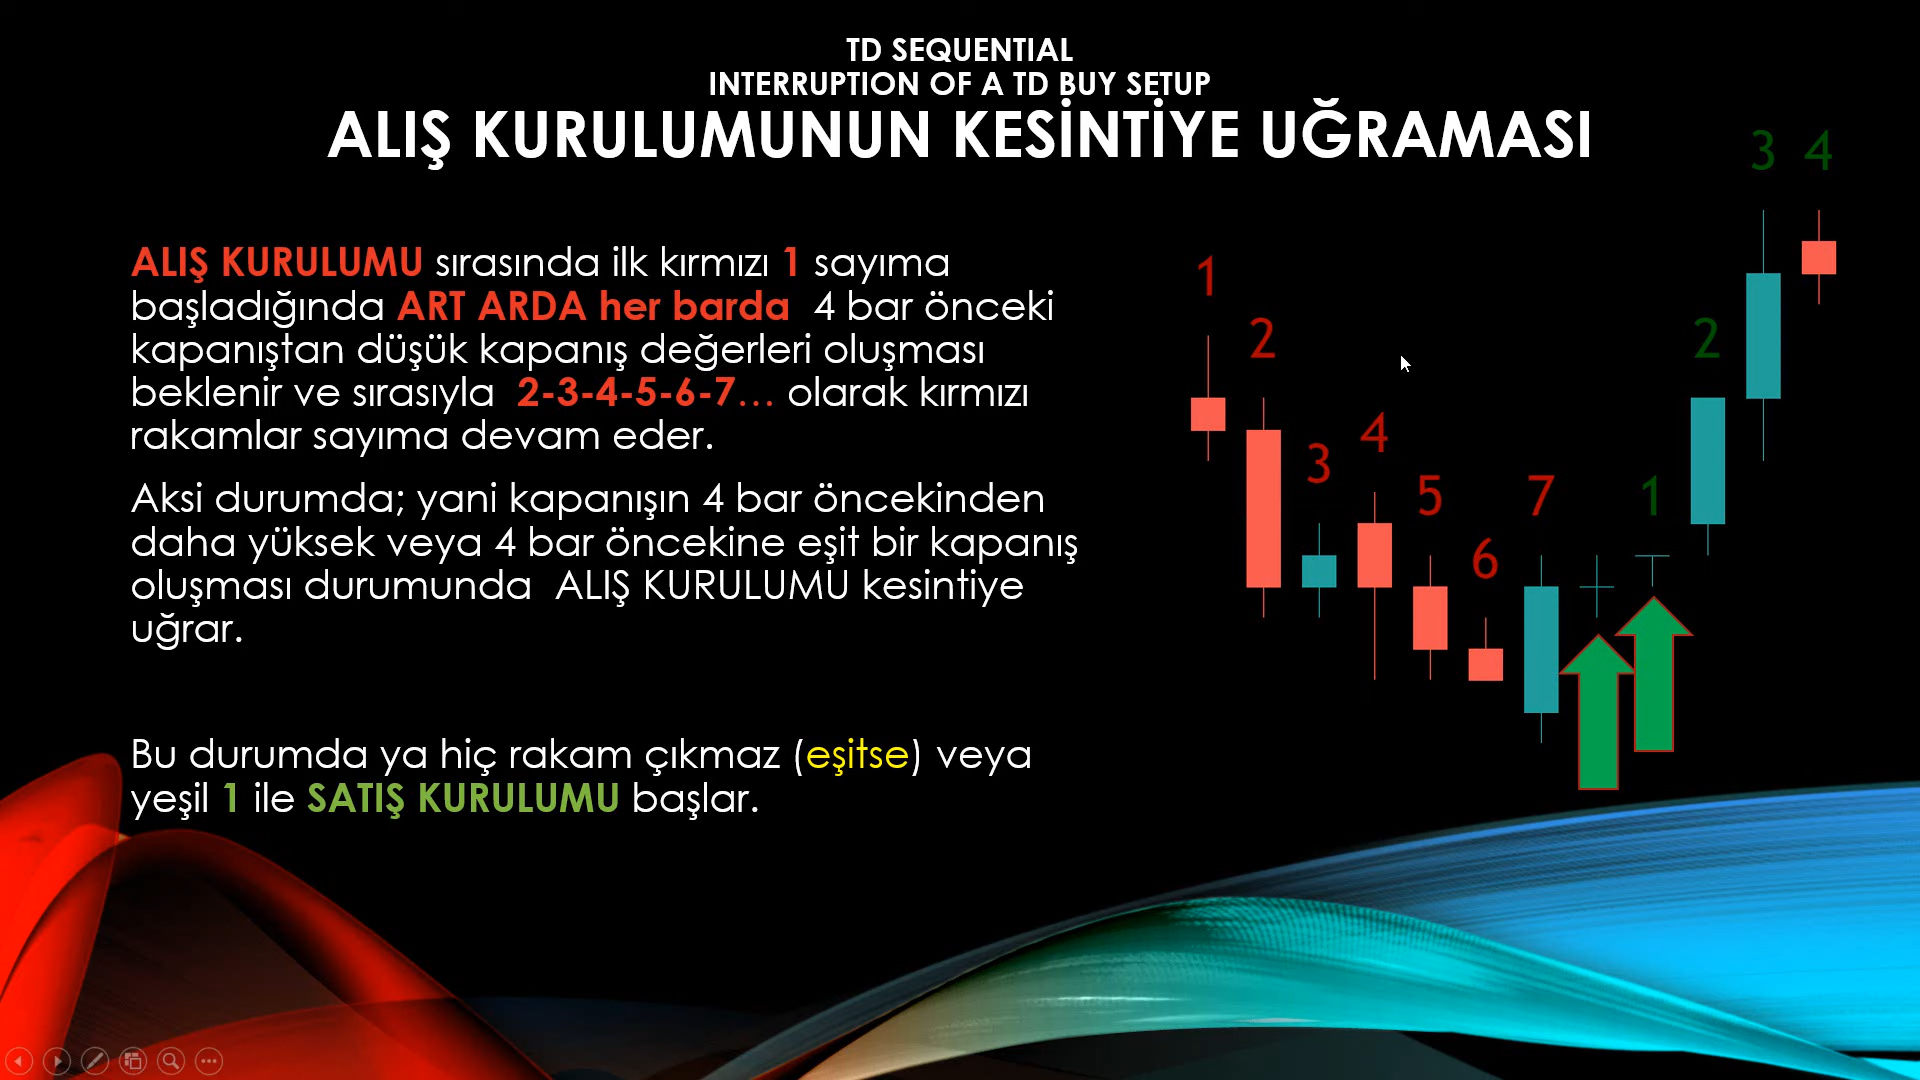 TD SEQUENTIAL
INTERRUPTION OF A TD BUY SETUP
ALIŞ KURULUMUNUN KESİNTİYE UĞRAMASI
ALIŞ KURULUMU sırasında ilk kırmızı 1 sayıma
başladığında ART ARDA her barda 4 bar önceki
kapanıştan düşük kapanış değerleri oluşması
beklenir ve sırasıyla 2-3-4-5-6-7... olarak kırmızı
rakamlar sayıma devam eder.
Aksi durumda; yani kapanışın 4 bar öncekinden
daha yüksek veya 4 bar öncekine eşit bir kapanış
oluşması durumunda ALIŞ KURULUMU kesintiye
uğrar.
Bu durumda ya hiç rakam çıkmaz (eşitse) veya
yeşil 1 ile SATIŞ KURULUMU başlar.
1
2
3
4
5
6
7
1
2
3
4